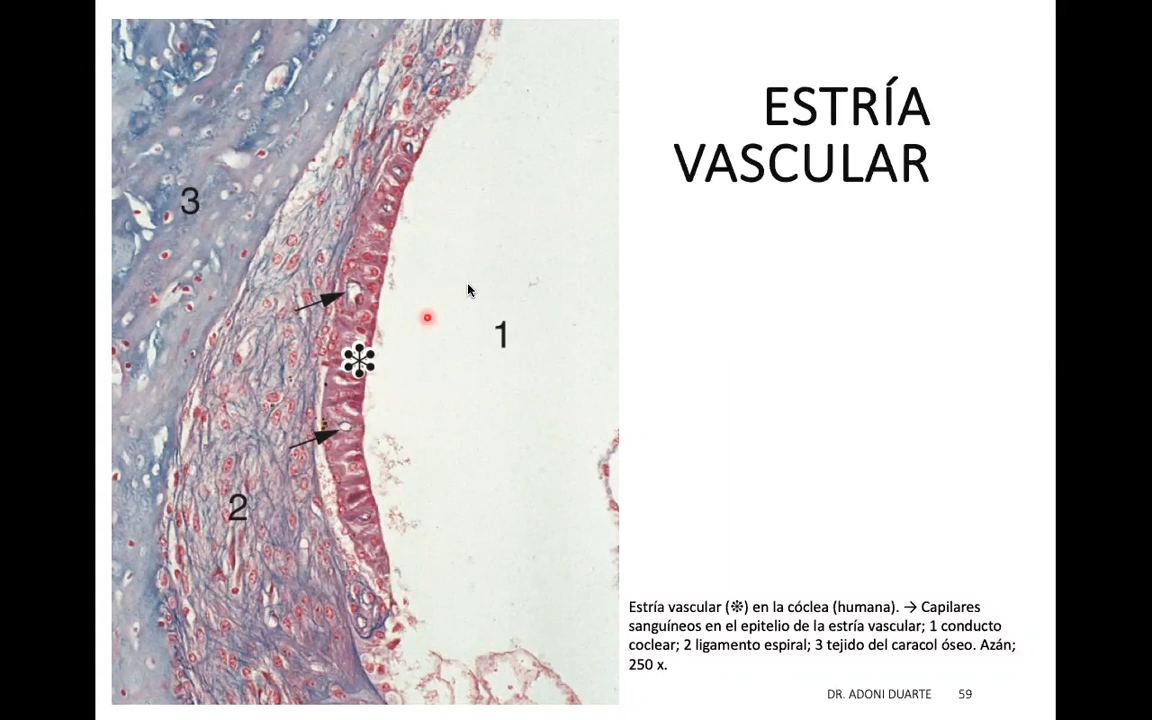 ESTRÍA
VASCULAR
3
1
2
Estría vascular (❉) en la cóclea (humana). → Capilares
sanguíneos en el epitelio de la estría vascular; 1 conducto
coclear; 2 ligamento espiral; 3 tejido del caracol óseo. Azán;
250 x.
DR. ADONI DUARTE 59